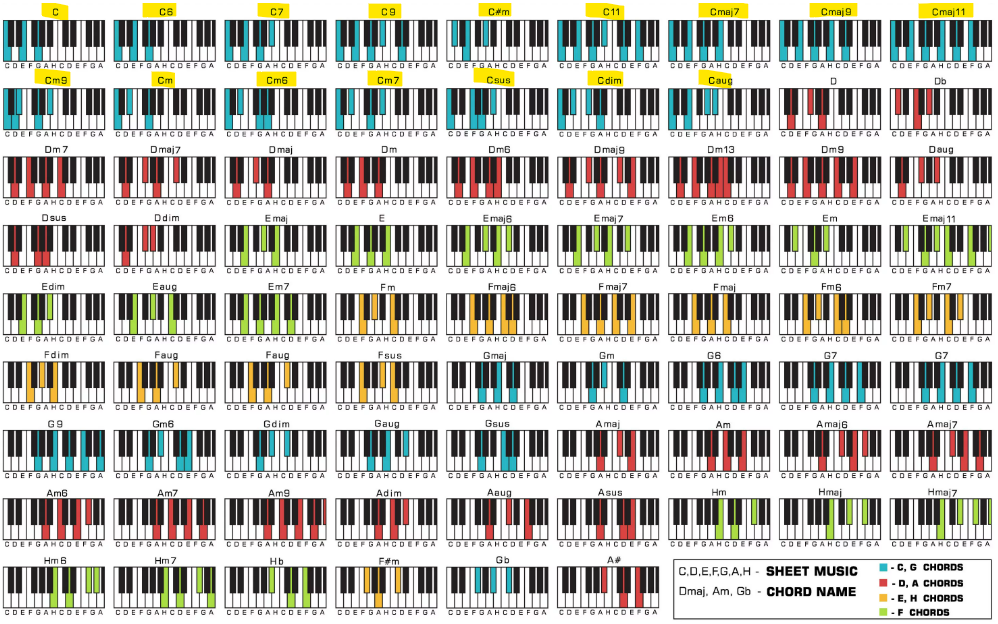 C C6 C7 C9 C#m C11 Cmaj7 Cmaj9 Cmaj11
C D E F G A H C D E F G A C D E F G A H C D E F G A C D E F G A H C D E F G A C D E F G A H C D E F G A C D E F G A H C D E F G A C D E F G A H C D E F G A C D E F G A H C D E F G A C D E F G A H C D E F G A C D E F G A H C D E F G A
Cm9 Cm Cm6 Cm7 Csus Cdim Caug D Db
C D E F G A H C D E F G A C D E F G A H C D E F G A C D E F G A H C D E F G A C D E F G A H C D E F G A C D E F G A H C D E F G A C D E F G A H C D E F G A C D E F G A H C D E F G A C D E F G A H C D E F G A C D E F G A H C D E F G A
Dm7 Dmaj7 Dmaj Dm Dm6 Dmaj9 Dm13 Dm9 Daug
C D E F G A H C D E F G A C D E F G A H C D E F G A C D E F G A H C D E F G A C D E F G A H C D E F G A C D E F G A H C D E F G A C D E F G A H C D E F G A C D E F G A H C D E F G A C D E F G A H C D E F G A C D E F G A H C D E F G A
Dsus Ddim Emaj E Emaj6 Emaj7 Em6 Em Emaj11
C D E F G A H C D E F G A C D E F G A H C D E F G A C D E F G A H C D E F G A C D E F G A H C D E F G A C D E F G A H C D E F G A C D E F G A H C D E F G A C D E F G A H C D E F G A C D E F G A H C D E F G A C D E F G A H C D E F G A
Edim Eaug Em7 Fm Fmaj6 Fmaj7 Fmaj Fm6 Fm7
C D E F G A H C D E F G A C D E F G A H C D E F G A C D E F G A H C D E F G A C D E F G A H C D E F G A C D E F G A H C D E F G A C D E F G A H C D E F G A C D E F G A H C D E F G A C D E F G A H C D E F G A C D E F G A H C D E F G A
Fdim Faug Faug Fsus Gmaj Gm G6 G7 G7
C D E F G A H C D E F G A C D E F G A H C D E F G A C D E F G A H C D E F G A C D E F G A H C D E F G A C D E F G A H C D E F G A C D E F G A H C D E F G A C D E F G A H C D E F G A C D E F G A H C D E F G A C D E F G A H C D E F G A
G9 Gm6 Gdim Gaug Gsus Amaj Am Amaj6 Amaj7
C D E F G A H C D E F G A C D E F G A H C D E F G A C D E F G A H C D E F G A C D E F G A H C D E F G A C D E F G A H C D E F G A C D E F G A H C D E F G A C D E F G A H C D E F G A C D E F G A H C D E F G A C D E F G A H C D E F G A
Am6 Am7 Am9 Adim Aaug Asus Hm Hmaj Hmaj7
C D E F G A H C D E F G A C D E F G A H C D E F G A C D E F G A H C D E F G A C D E F G A H C D E F G A C D E F G A H C D E F G A C D E F G A H C D E F G A C D E F G A H C D E F G A C D E F G A H C D E F G A C D E F G A H C D E F G A
Hm6 Hm7 Hb F#m Gb A#
C D E F G A H C D E F G A C D E F G A H C D E F G A C D E F G A H C D E F G A C D E F G A H C D E F G A C D E F G A H C D E F G A C D E F G A H C D E F G A
C,D,E,F,G,A,H - SHEET MUSIC
Dmaj, Am, Gb - CHORD NAME
- C, G CHORDS
- D, A CHORDS
- E, H CHORDS
- F CHORDS